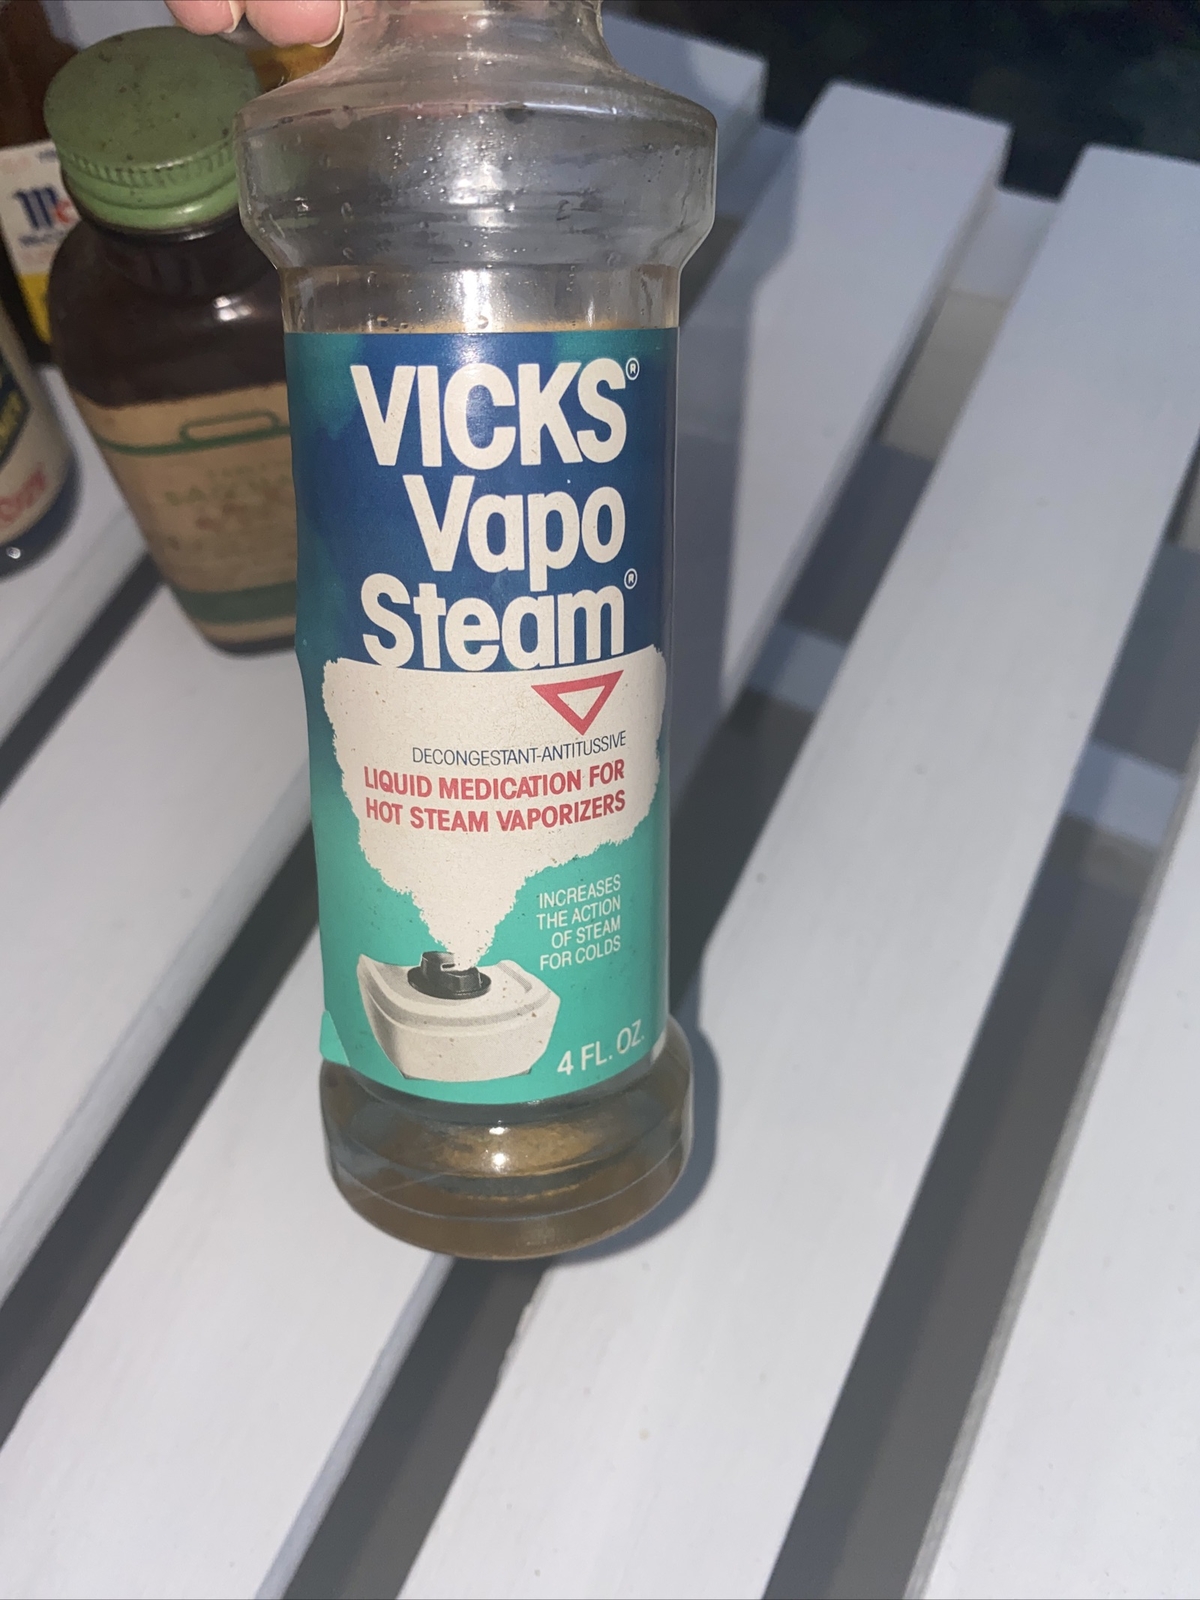 VICKS®
Vapo
Steam®
DECONGESTANT-ANTITUSSIVE
LIQUID MEDICATION FOR
HOT STEAM VAPORIZERS
INCREASES
THE ACTION
OF STEAM
FOR COLDS
4 FL. OZ.